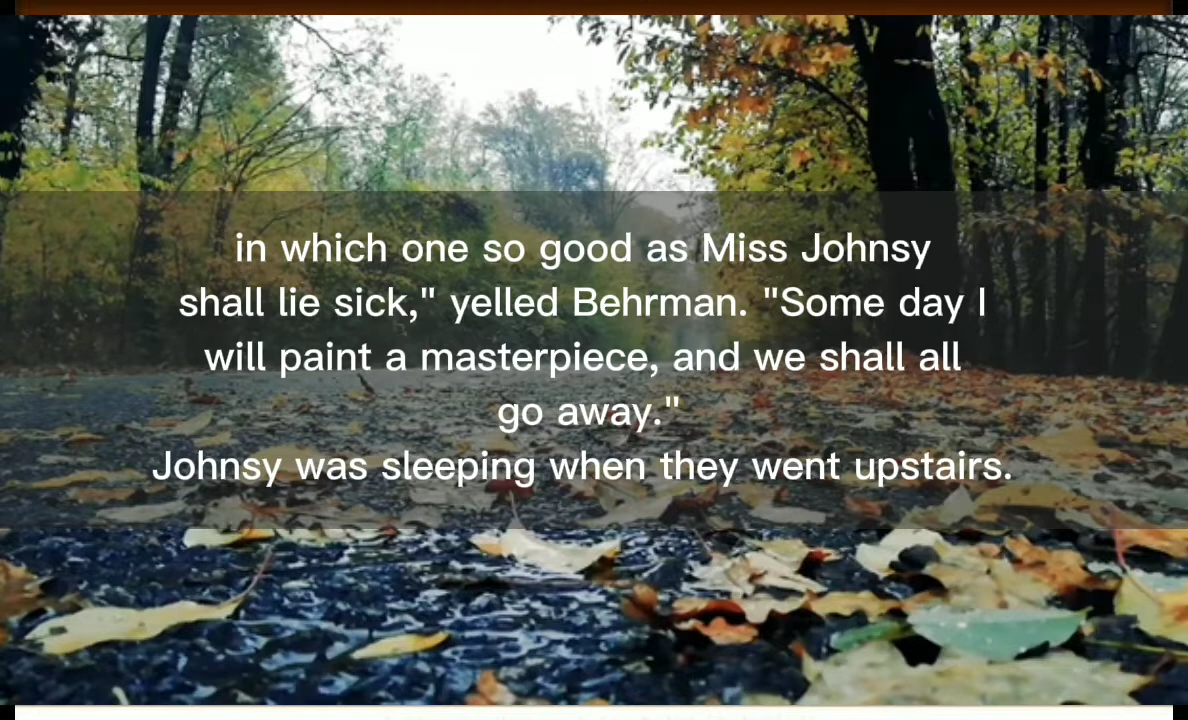 in which one so good as Miss Johnsy
shall lie sick," yelled Behrman. "Some day I
will paint a masterpiece, and we shall all
go away."
Johnsy was sleeping when they went upstairs.